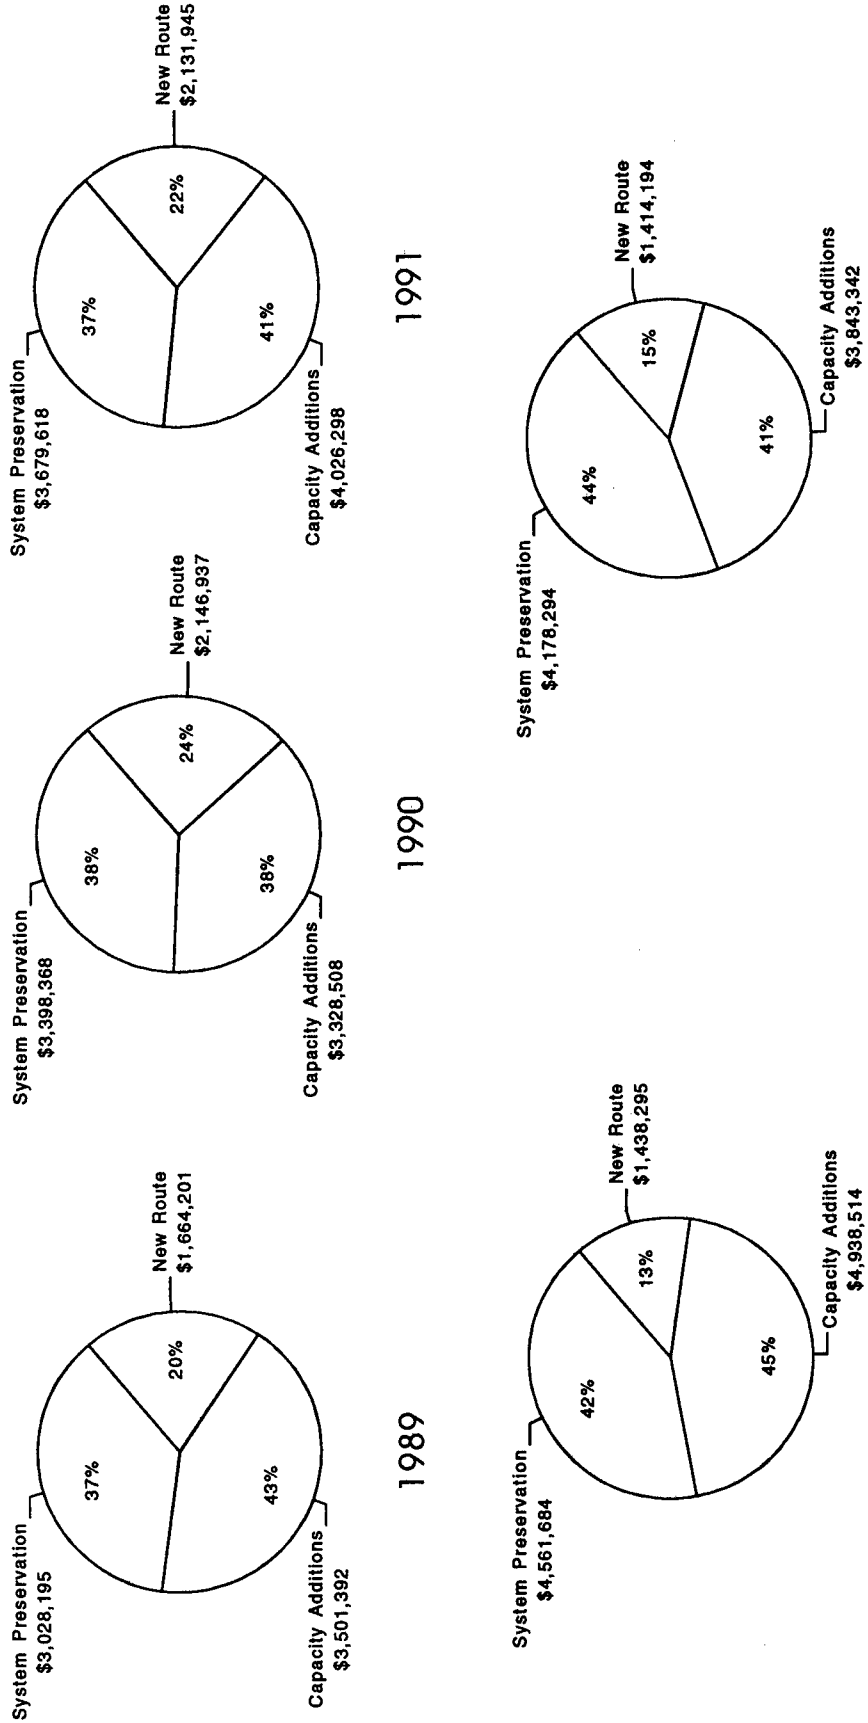 System Preservation
$3,028,195
37%
New Route
$1,664,201
20%
Capacity Additions
$3,501,392
43%
1989
System Preservation
$3,398,368
38%
New Route
$2,146,937
24%
Capacity Additions
$3,328,508
38%
1990
System Preservation
$3,679,618
37%
New Route
$2,131,945
22%
Capacity Additions
$4,026,298
41%
1991
System Preservation
$4,561,684
42%
New Route
$1,438,295
13%
Capacity Additions
$4,938,514
45%
System Preservation
$4,178,294
44%
New Route
$1,414,194
15%
Capacity Additions
$3,843,342
41%